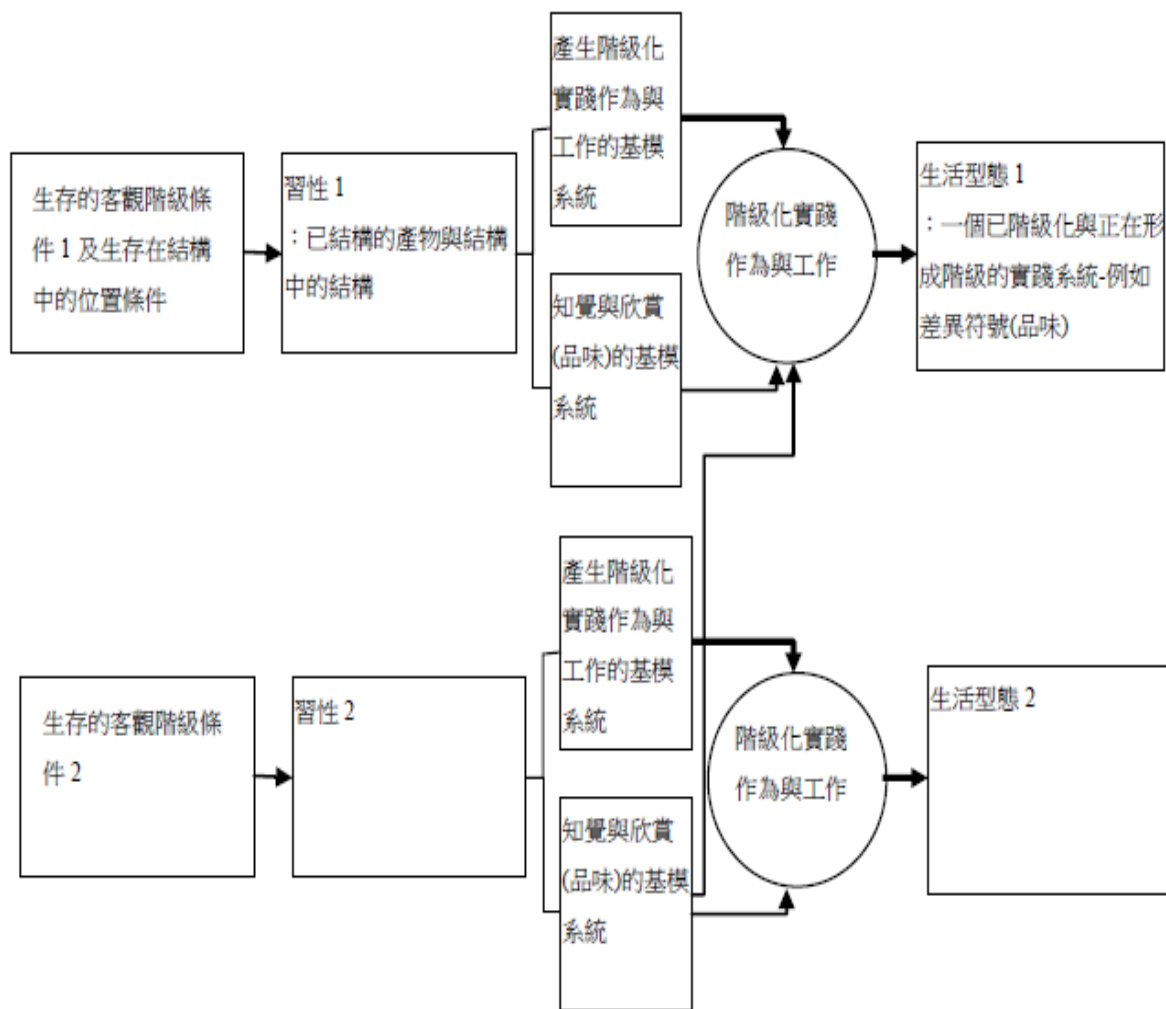 產生階級化
實踐作為與
工作的基模
系統
生存的客觀階級條
件 1 及生存在結構
中的位置條件
習性 1
：已結構的產物與結構
中的結構
知覺與欣賞
(品味)的基模
系統
階級化實踐
作為與工作
生活型態 1
：一個已階級化與正在形
成階級的實踐系統-例如
差異符號(品味)
生存的客觀階級條
件 2
習性 2
產生階級化
實踐作為與
工作的基模
系統
知覺與欣賞
(品味)的基模
系統
階級化實踐
作為與工作
生活型態 2